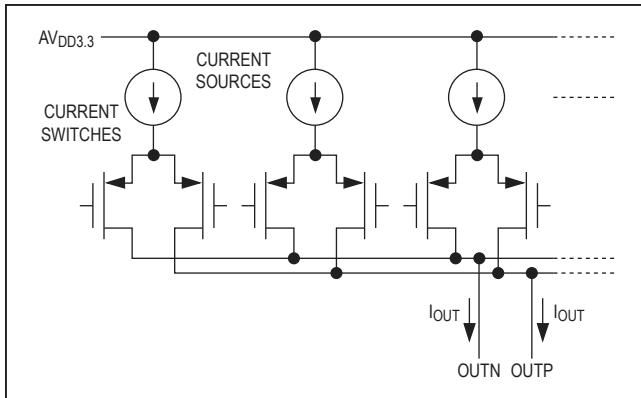 AVDD3.3
CURRENT
SOURCES
CURRENT
SWITCHES
IOUT
IOUT
OUTN
OUTP